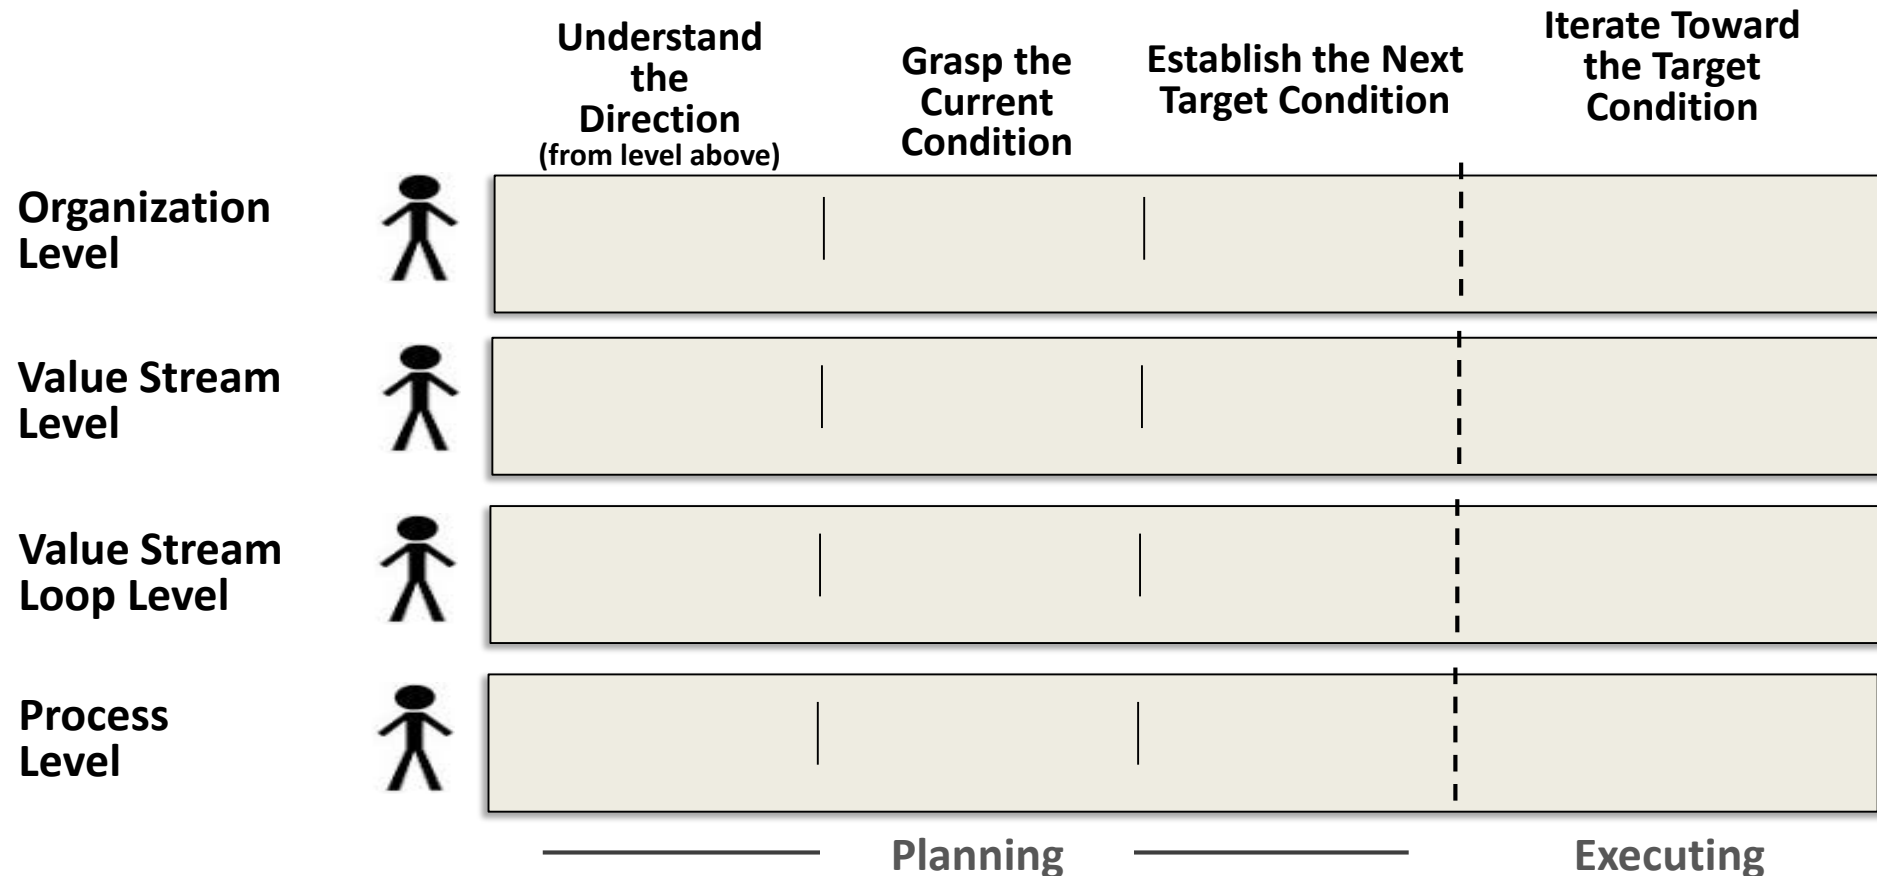 Understand
the
Direction
(from level above)
Grasp the
Current
Condition
Establish the Next
Target Condition
Iterate Toward
the Target
Condition
Organization
Level
Value Stream
Level
Value Stream
Loop Level
Process
Level
Planning
Executing